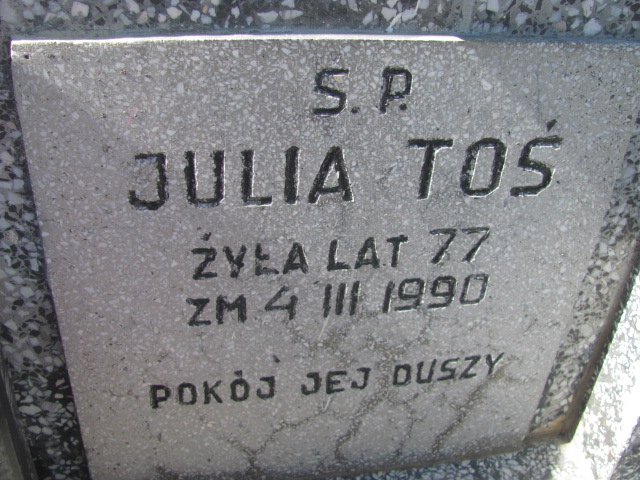 S. P.
JULIA TOŚ
ŻYŁA LAT 77
ZM 4 III 1990
POKÓJ JEJ DUSZY